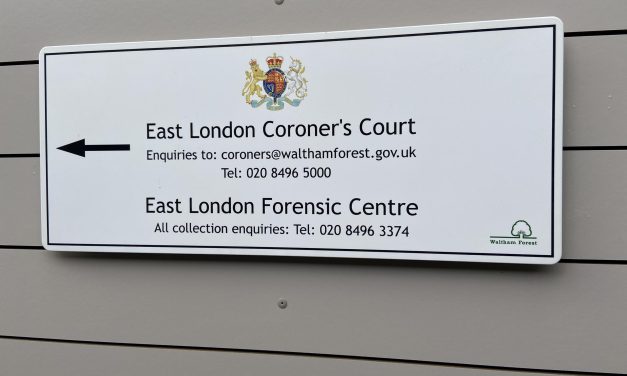 East London Coroner's Court
Enquiries to: coroners@walthamforest.gov.uk
Tel: 020 8496 5000
East London Forensic Centre
All collection enquiries: Tel: 020 8496 3374
Waltham Forest